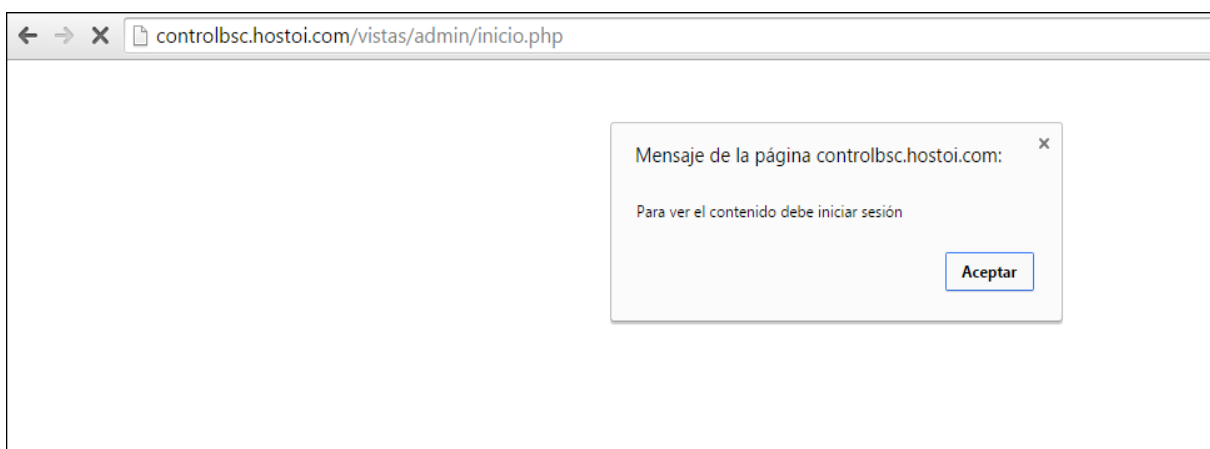 controlbsc.hostoi.com/vistas/admin/inicio.php
Mensaje de la página controlbsc.hostoi.com:
Para ver el contenido debe iniciar sesión
Aceptar